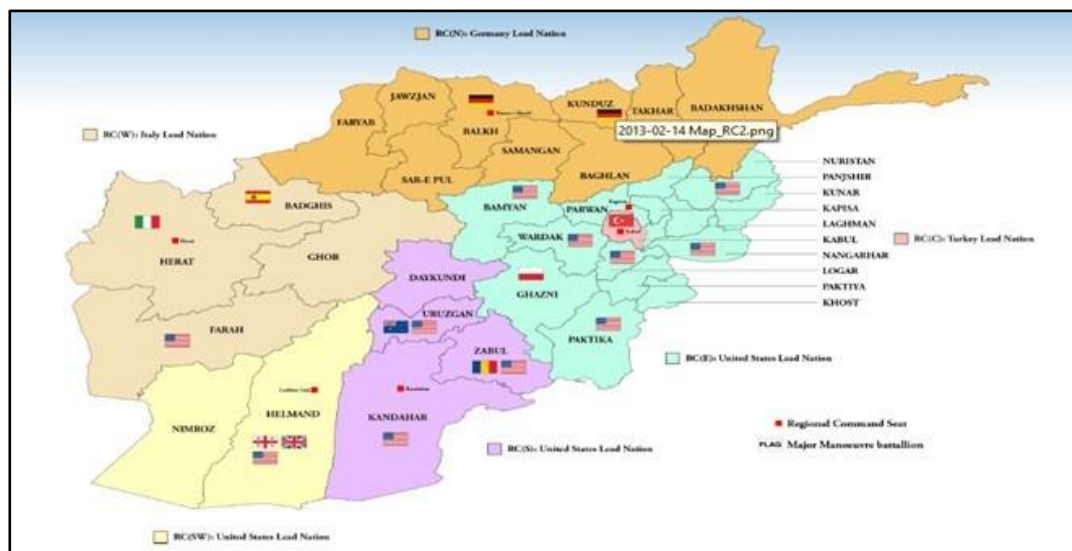 RC(N): Germany Lead Nation
JAWZJAN
KUNDUZ
TAKHAR
BADAKHSHAN
FARYAB
BALKH
2013-02-14 Map_RC2.png
RC(W): Italy Lead Nation
SAMANGAN
SAR-E PUL
BAGHLAN
NURISTAN
PANJSHIR
KUNAR
KAPISA
LAGHMAN
KABUL
NANGARHAR
LOGAR
PAKTIYA
KHOST
BADGHIS
BAMYAN
PARWAN
WARDAK
RC(C): Turkey Lead Nation
HERAT
GHOR
DAYKUNDI
GHAZNI
URUZGAN
FARAH
PAKTIKA
ZABUL
RC(E): United States Lead Nation
Kandahar
NIMROZ
HELMAND
KANDAHAR
Regional Command Seat
FLAG Major Manoeuvre battallion
RC(S): United States Lead Nation
RC(SW): United States Lead Nation